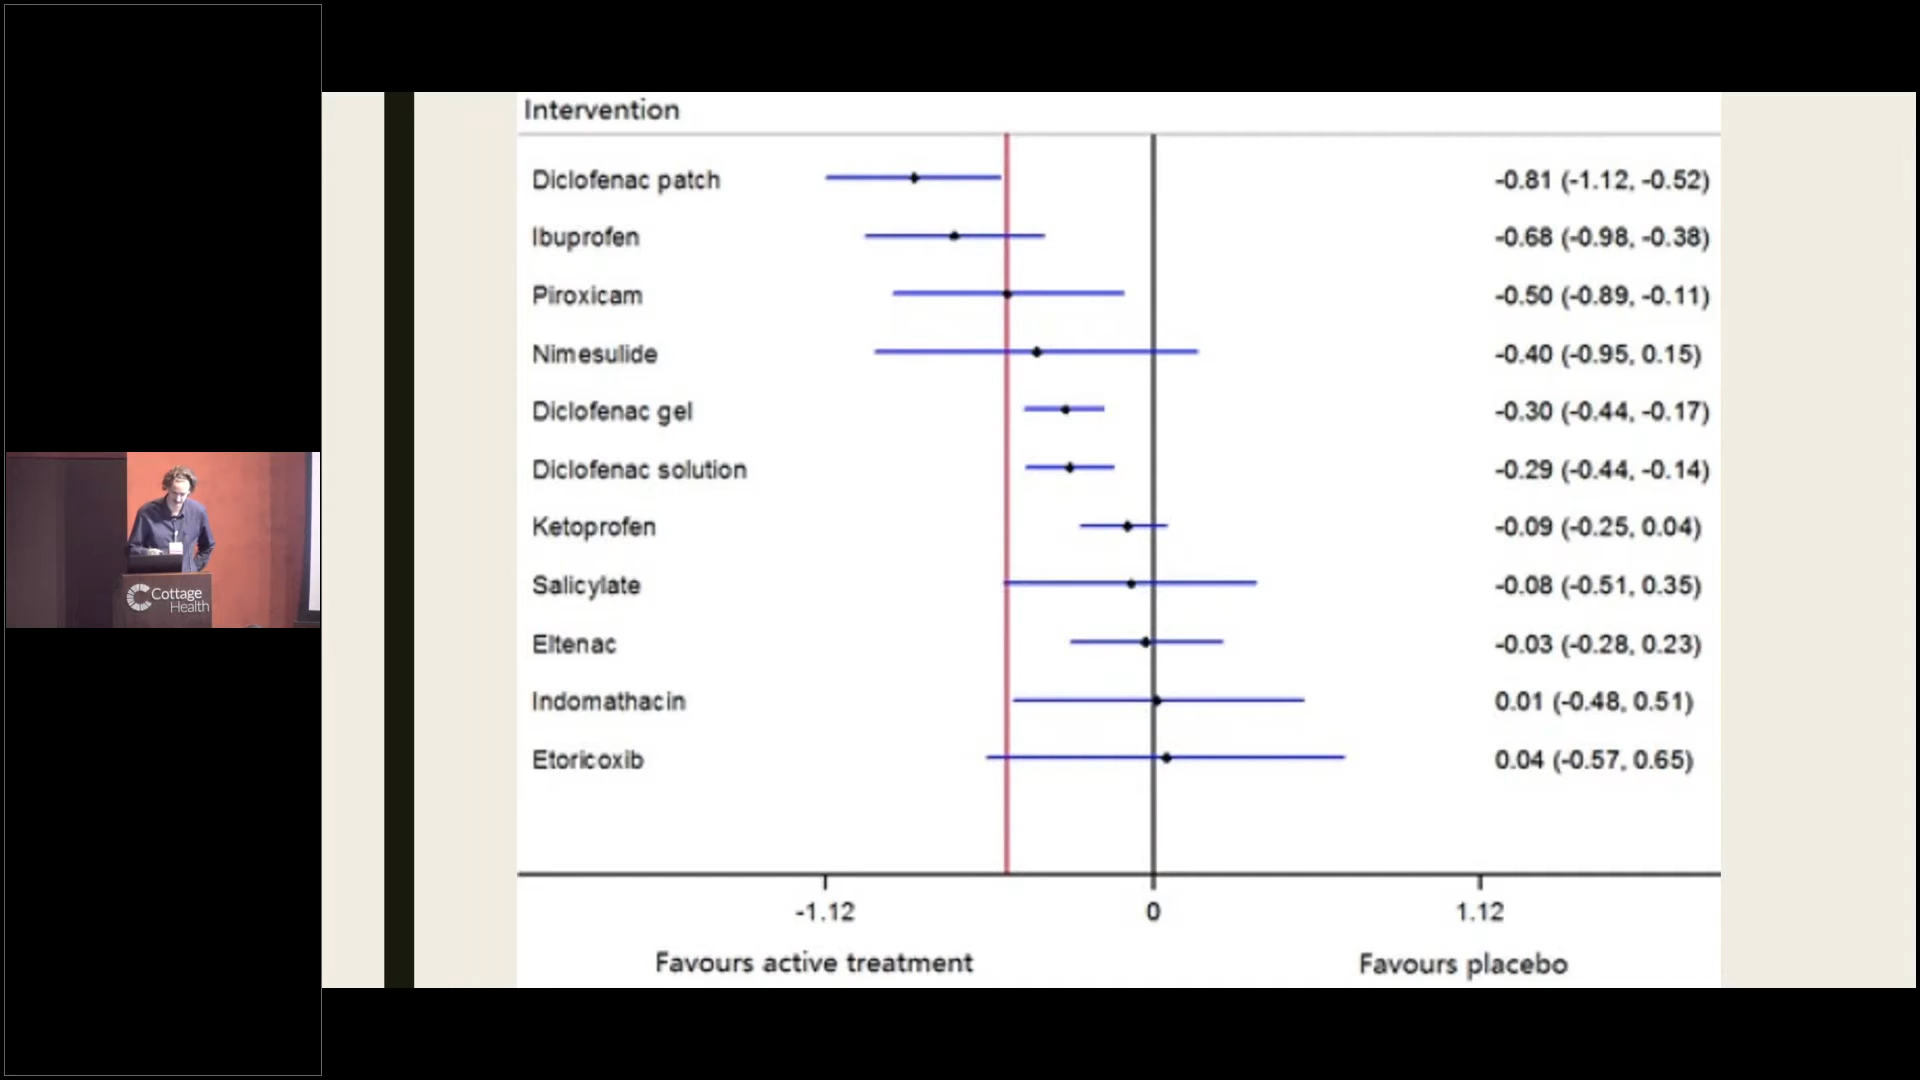 Intervention
Diclofenac patch -0.81 (-1.12, -0.52)
Ibuprofen -0.68 (-0.98, -0.38)
Piroxicam -0.50 (-0.89, -0.11)
Nimesulide -0.40 (-0.95, 0.15)
Diclofenac gel -0.30 (-0.44, -0.17)
Diclofenac solution -0.29 (-0.44, -0.14)
Ketoprofen -0.09 (-0.25, 0.04)
Salicylate -0.08 (-0.51, 0.35)
Eltenac -0.03 (-0.28, 0.23)
Indomathacin 0.01 (-0.48, 0.51)
Etoricoxib 0.04 (-0.57, 0.65)
-1.12 0 1.12
Favours active treatment Favours placebo
Cottage
Health